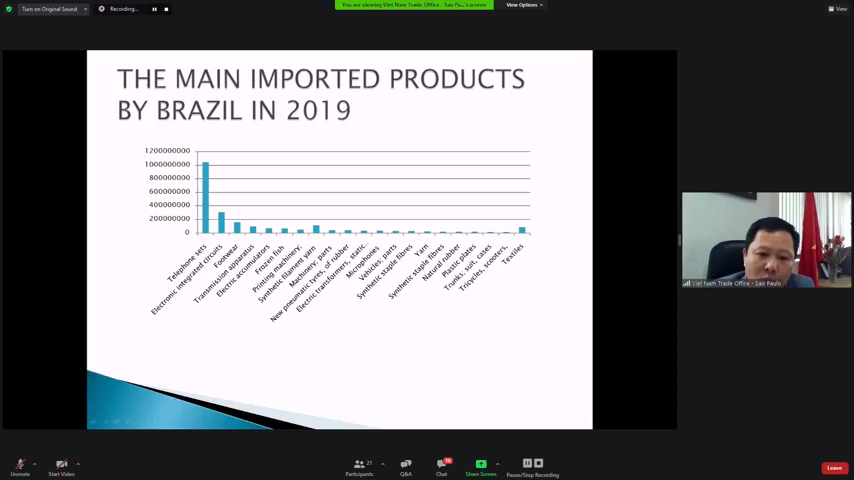 Turn on Original Sound
Recording...
You are viewing Viet Nam Trade Office - Sao Paulo...'s screen
View Options
View
THE MAIN IMPORTED PRODUCTS
BY BRAZIL IN 2019
1200000000
1000000000
800000000
600000000
400000000
200000000
0
Telephone sets
Electronic integrated circuits
Footwear
Transmission apparatus
Electric accumulators
Frozen fish
Printing machinery,
Synthetic filament yarn
Machinery; parts
New pneumatic tyres, of rubber
Electric transformers, static...
Microphones
Vehicles; parts
Synthetic staple fibres
Yarn
Synthetic staple fibres
Natural rubber
Plastic plates
Trunks, suit, cases
Tricycles, scooters,
Textiles
Viet Nam Trade Office - Sao Paulo
Unmute
Start Video
Participants
21
Q&A
Chat
Share Screen
Pause/Stop Recording
Leave